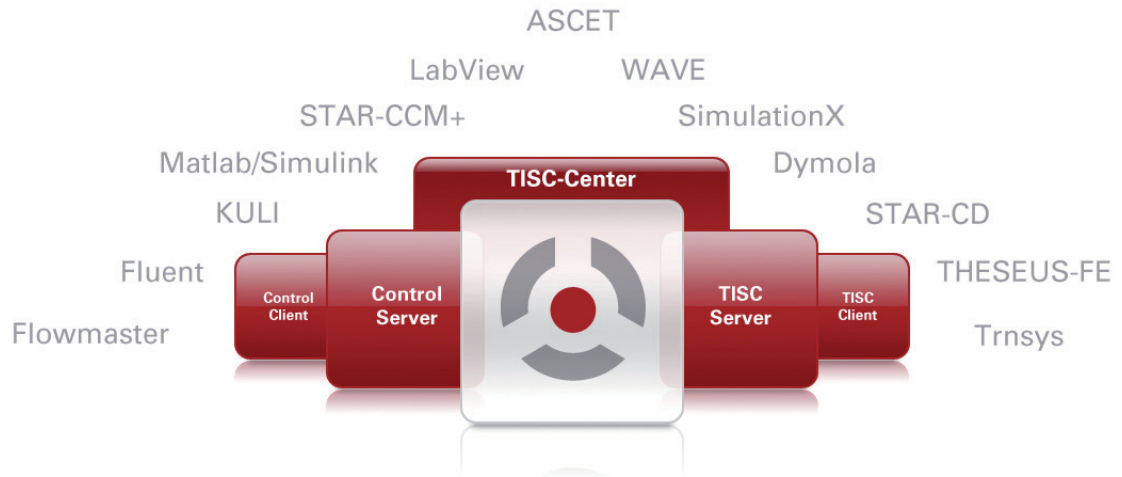 ASCET
LabView
WAVE
STAR-CCM+
SimulationX
Matlab/Simulink
Dymola
TISC-Center
KULI
STAR-CD
Fluent
THESEUS-FE
Control
Client
Control
Server
TISC
Server
TISC
Client
Flowmaster
Trnsys